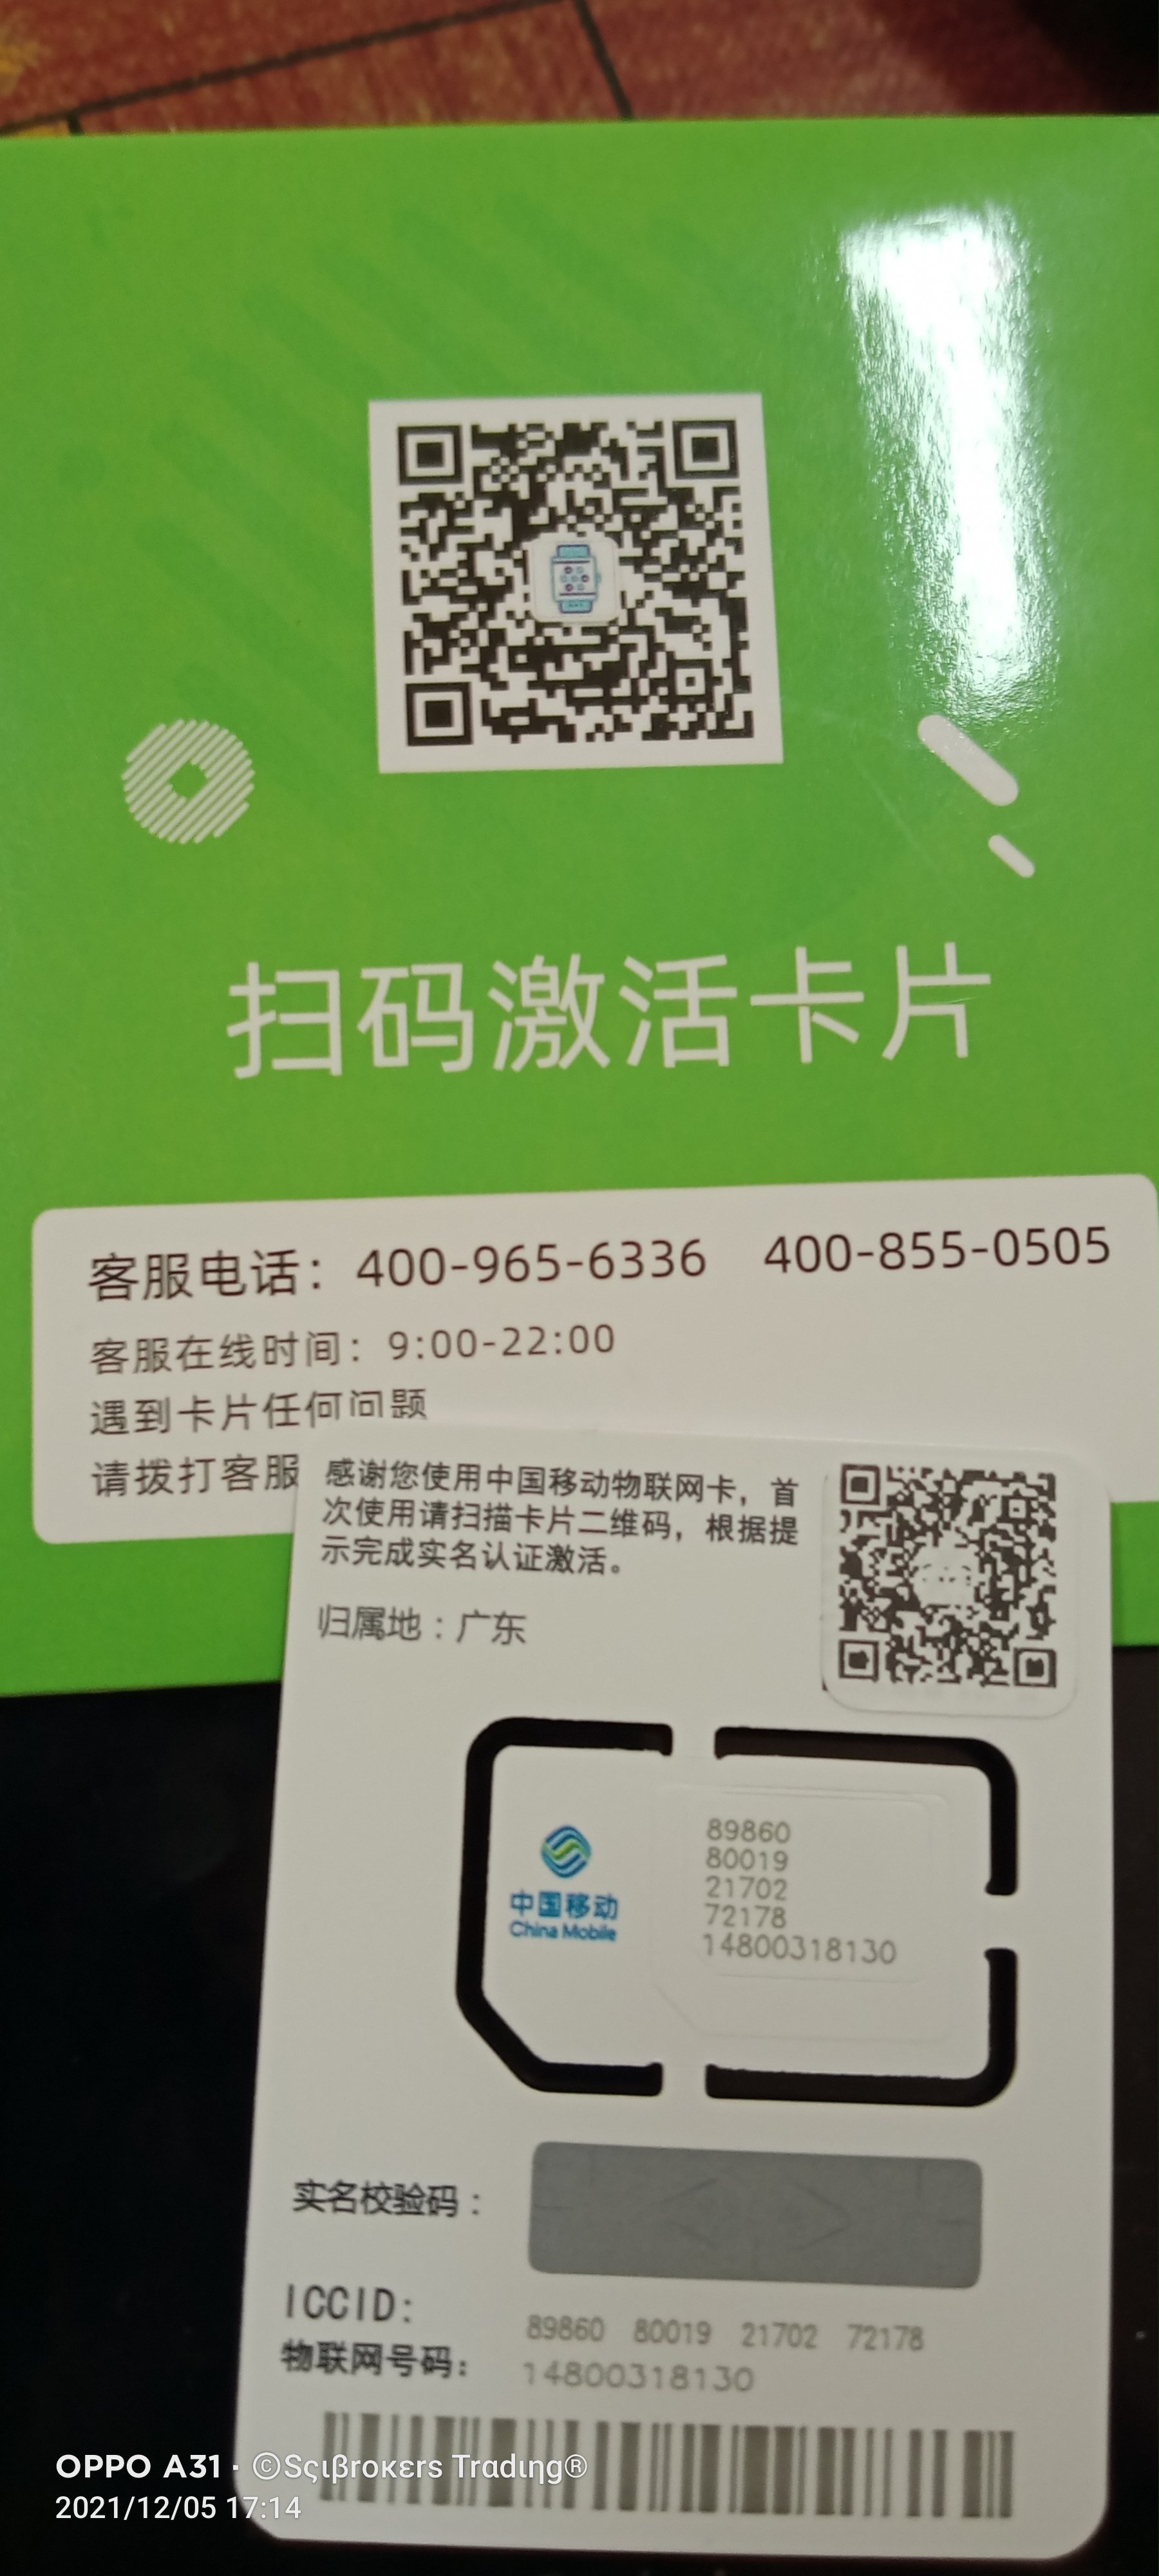 扫码激活卡片
客服电话：400-965-6336 400-855-0505
客服在线时间：9:00-22:00
遇到卡片任何问题
请拨打客服
感谢您使用中国移动物联网卡，首
次使用请扫描卡片二维码，根据提
示完成实名认证激活。
归属地：广东
中国移动
China Mobile
89860
80019
21702
72178
14800318130
实名校验码：
ICCID: 89860 80019 21702 72178
物联网号码: 14800318130
OPPO A31 · ©Sςιβrοκεrs Trαdιηg®
2021/12/05 17:14